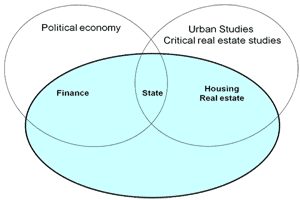 Political economy
Urban Studies
Critical real estate studies
Finance
State
Housing
Real estate